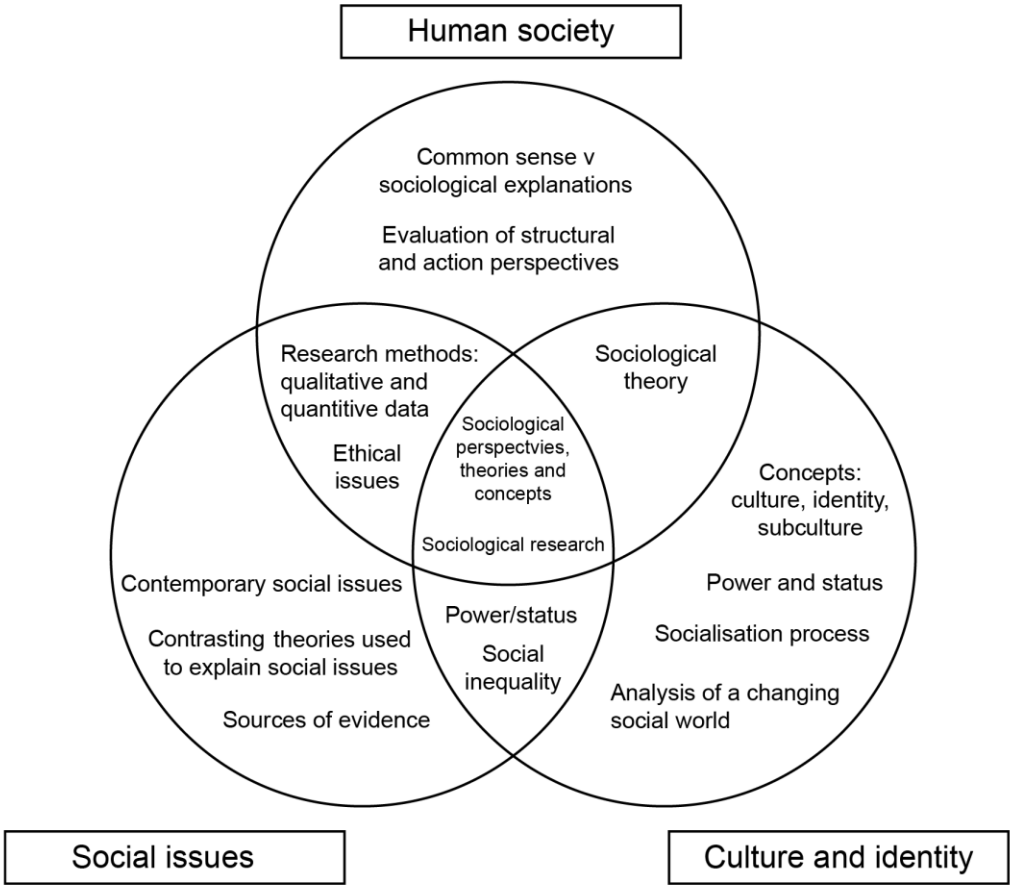 Human society
Common sense v
sociological explanations
Evaluation of structural
and action perspectives
Research methods:
qualitative and
quantitive data
Ethical
issues
Sociological
theory
Sociological
perspectvies,
theories and
concepts
Sociological research
Concepts:
culture, identity,
subculture
Power and status
Socialisation process
Analysis of a changing
social world
Contemporary social issues
Contrasting theories used
to explain social issues
Sources of evidence
Power/status
Social
inequality
Social issues
Culture and identity